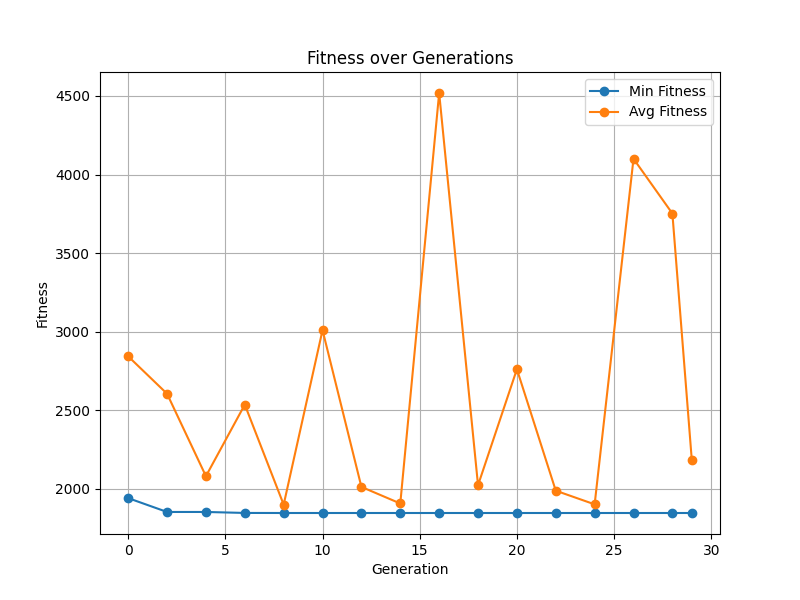 Fitness over Generations
Min Fitness
Avg Fitness
4500
4000
3500
3000
2500
2000
Fitness
0 5 10 15 20 25 30
Generation